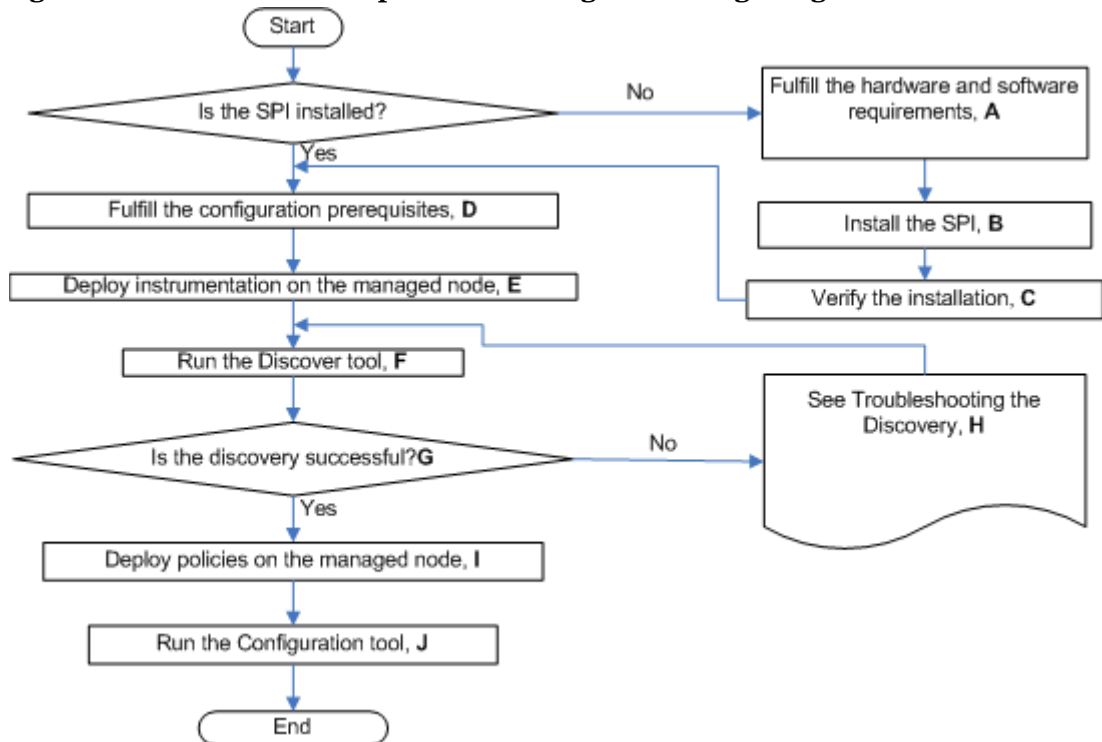 Start
Is the SPI installed?
No
Fulfill the hardware and software
requirements, A
Yes
Install the SPI, B
Fulfill the configuration prerequisites, D
Verify the installation, C
Deploy instrumentation on the managed node, E
Run the Discover tool, F
See Troubleshooting the
Discovery, H
Is the discovery successful?G
No
Yes
Deploy policies on the managed node, I
Run the Configuration tool, J
End